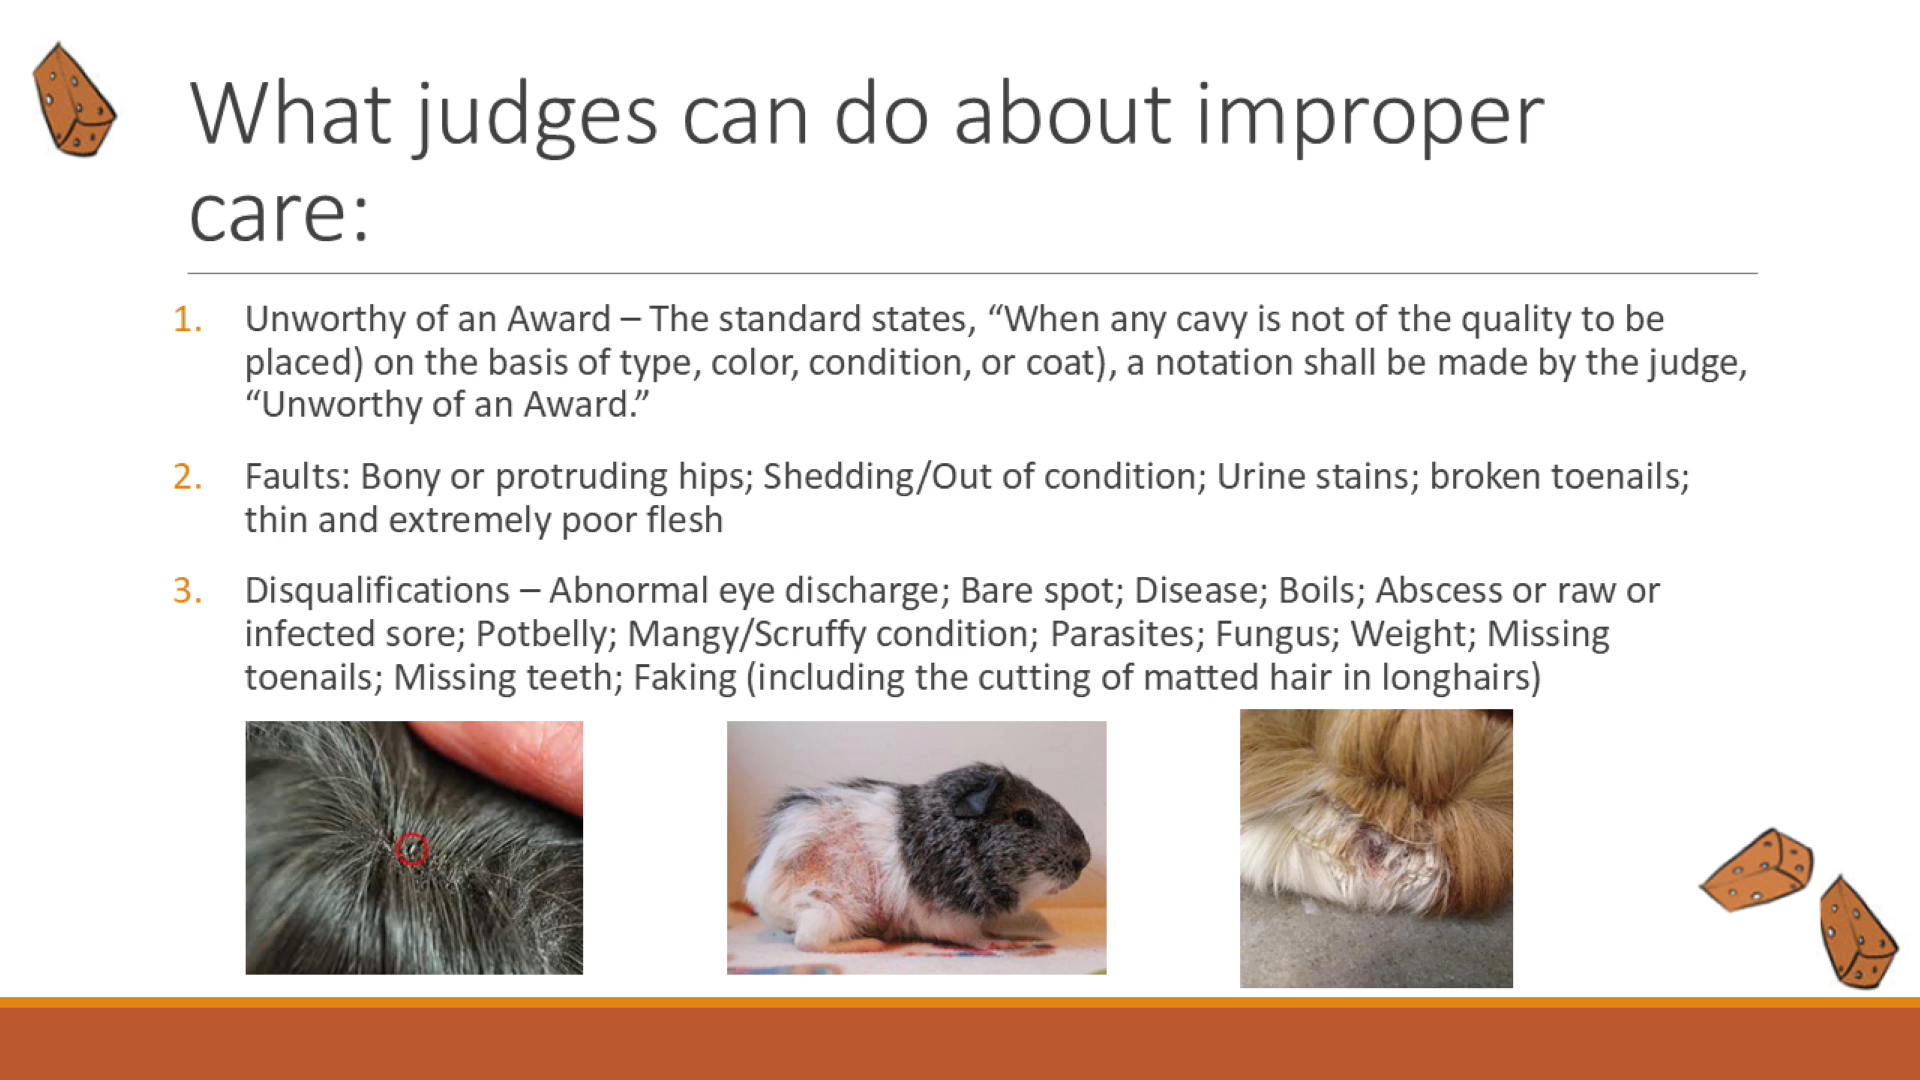 What judges can do about improper
care:
1. Unworthy of an Award – The standard states, “When any cavy is not of the quality to be
placed) on the basis of type, color, condition, or coat), a notation shall be made by the judge,
“Unworthy of an Award.”
2. Faults: Bony or protruding hips; Shedding/Out of condition; Urine stains; broken toenails;
thin and extremely poor flesh
3. Disqualifications – Abnormal eye discharge; Bare spot; Disease; Boils; Abscess or raw or
infected sore; Potbelly; Mangy/Scruffy condition; Parasites; Fungus; Weight; Missing
toenails; Missing teeth; Faking (including the cutting of matted hair in longhairs)